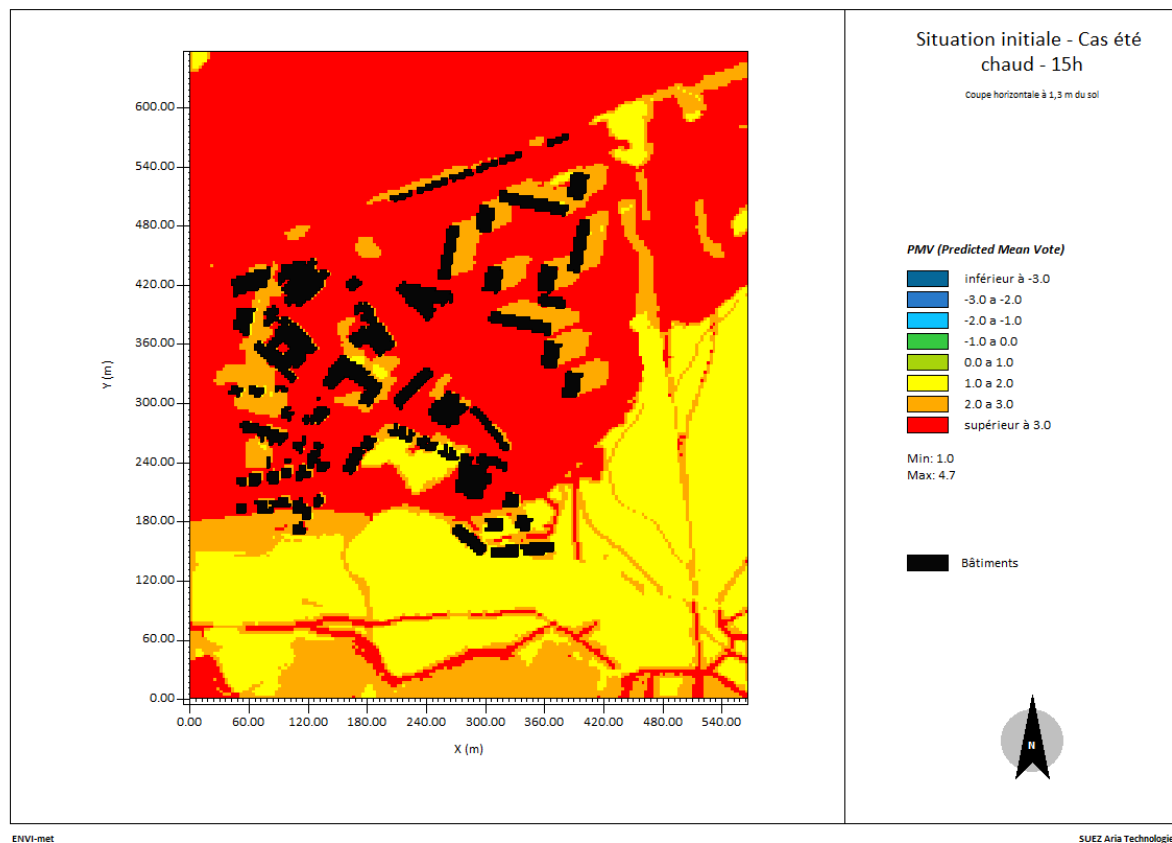 Situation initiale - Cas été
chaud - 15h
Coupe horizontale à 1,3 m du sol
600.00
540.00
480.00
420.00
360.00
300.00
240.00
180.00
120.00
60.00
0.00
Y (m)
0.00 60.00 120.00 180.00 240.00 300.00 360.00 420.00 480.00 540.00
X (m)
PMV (Predicted Mean Vote)
inférieur à -3.0
-3.0 a -2.0
-2.0 a -1.0
-1.0 a 0.0
0.0 a 1.0
1.0 a 2.0
2.0 a 3.0
supérieur à 3.0
Min: 1.0
Max: 4.7
Bâtiments
N
ENVI-met
SUEZ Aria Technologie